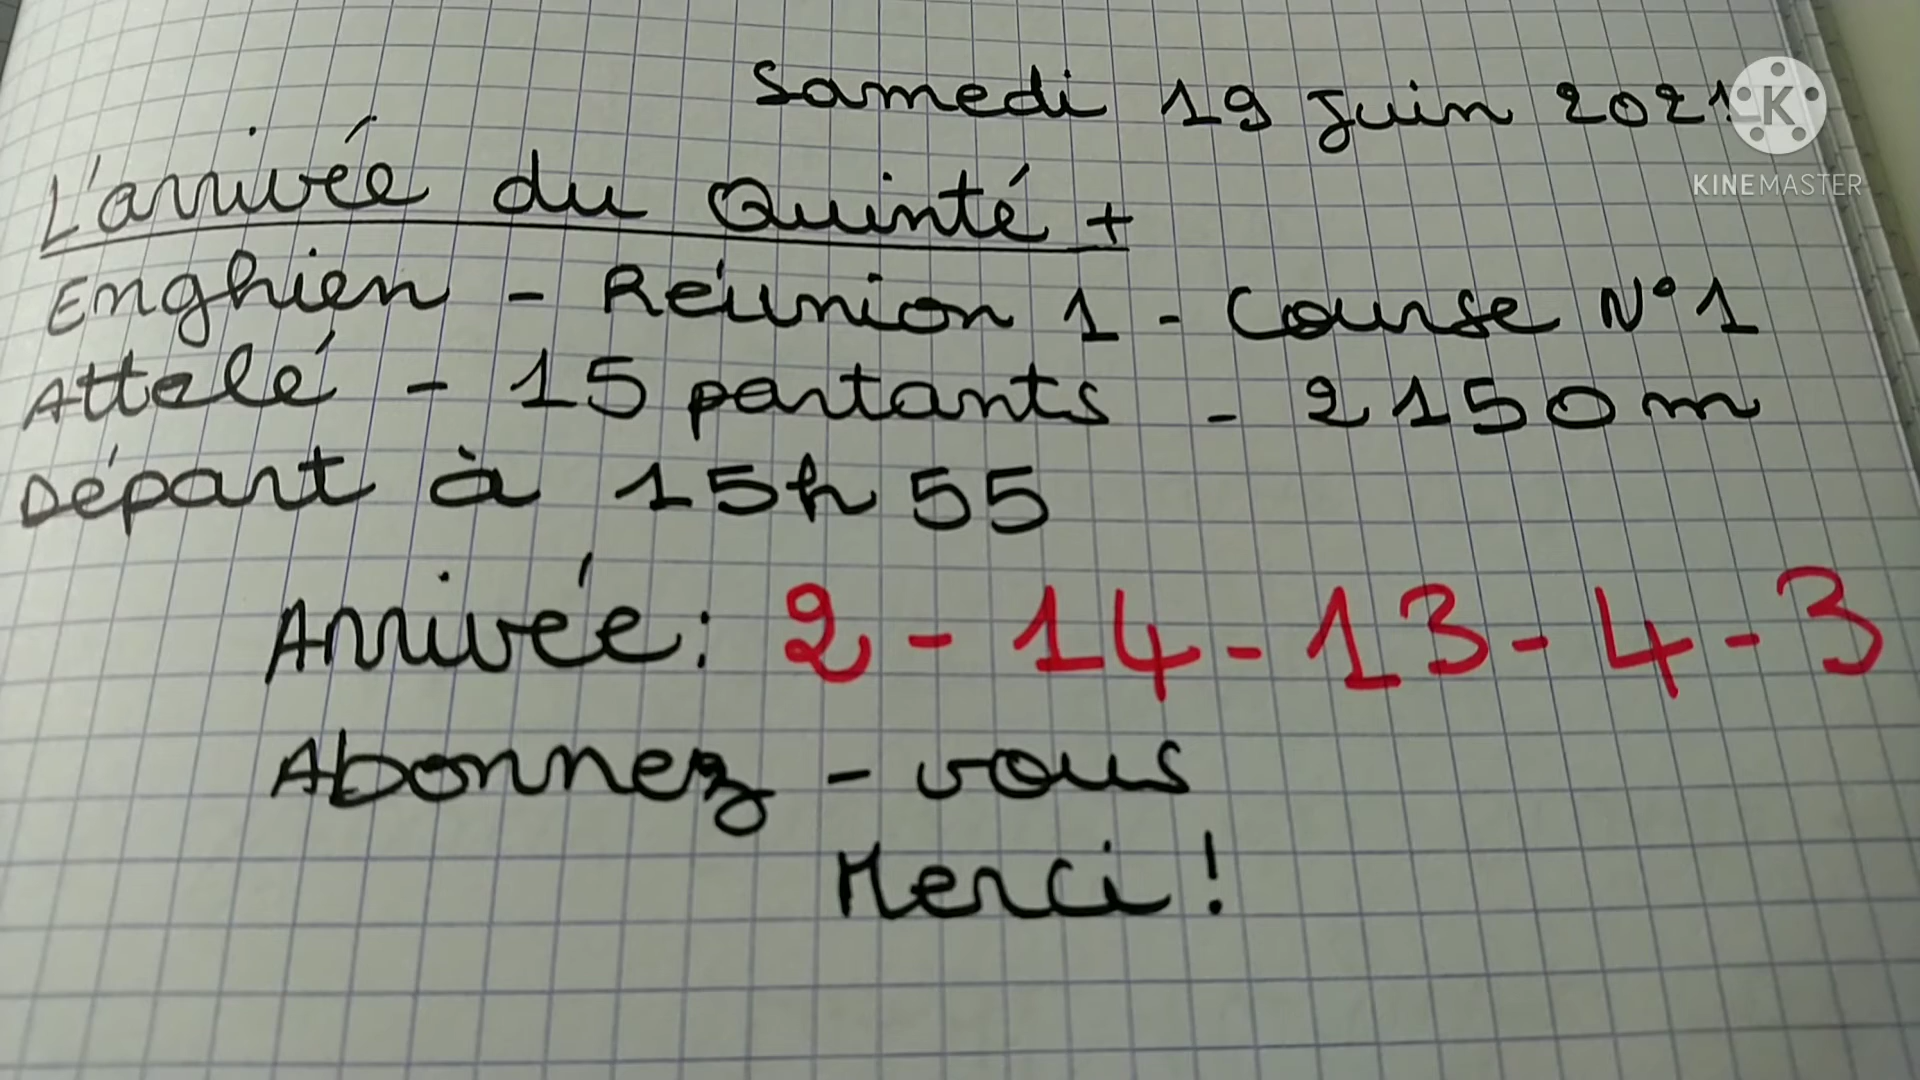 Samedi 19 Juin 2021
K
KINEMASTER
L'arrivée du Quinté +
Enghien - Réunion 1 - Course N°1
Attelé - 15 partants - 2150m
Départ à 15h55
Arrivée: 2 - 14 - 13 - 4 - 3
Abonnez - vous
Merci !